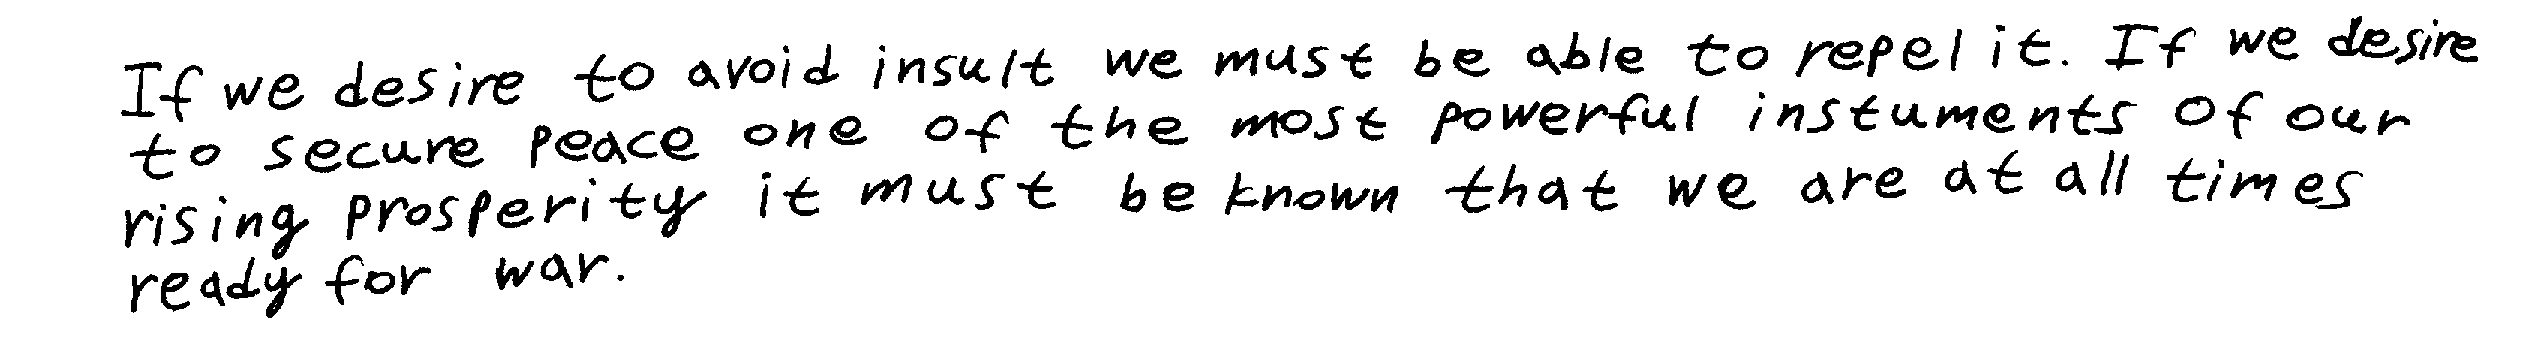 If we desire to avoid insult we must be able to repel it. If we desire
to secure peace one of the most powerful instuments of our
rising prosperity it must be known that we are at all times
ready for war.